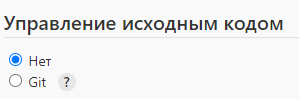 Управление исходным кодом
Нет
Git ?